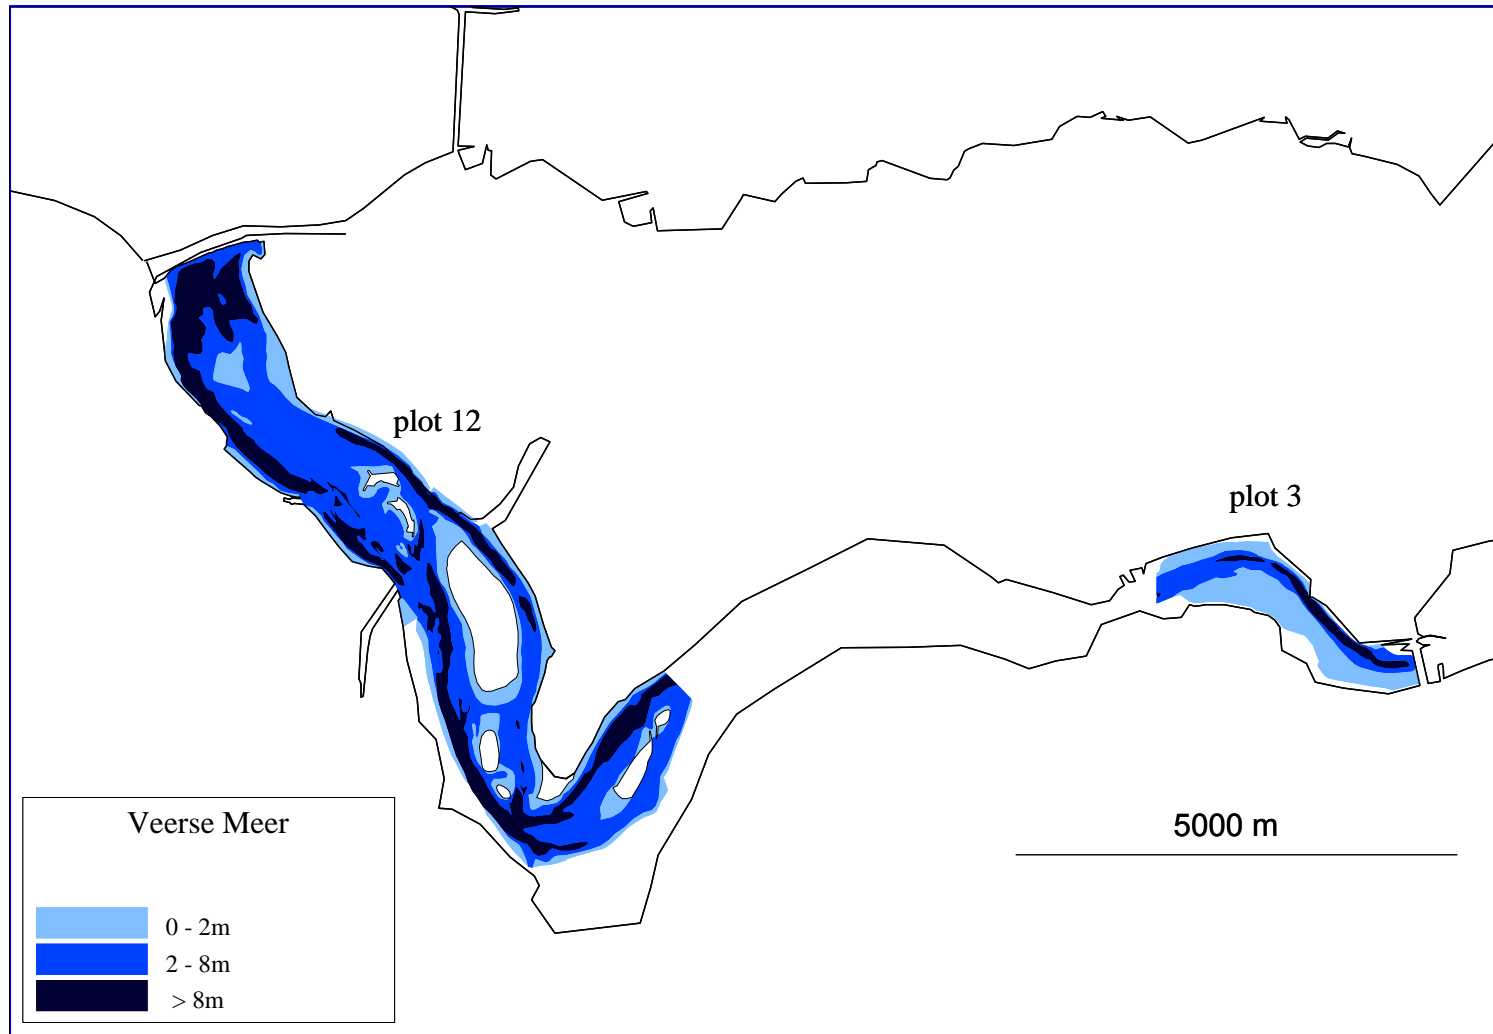 plot 12
plot 3
5000 m
Veerse Meer
0 - 2m
2 - 8m
> 8m